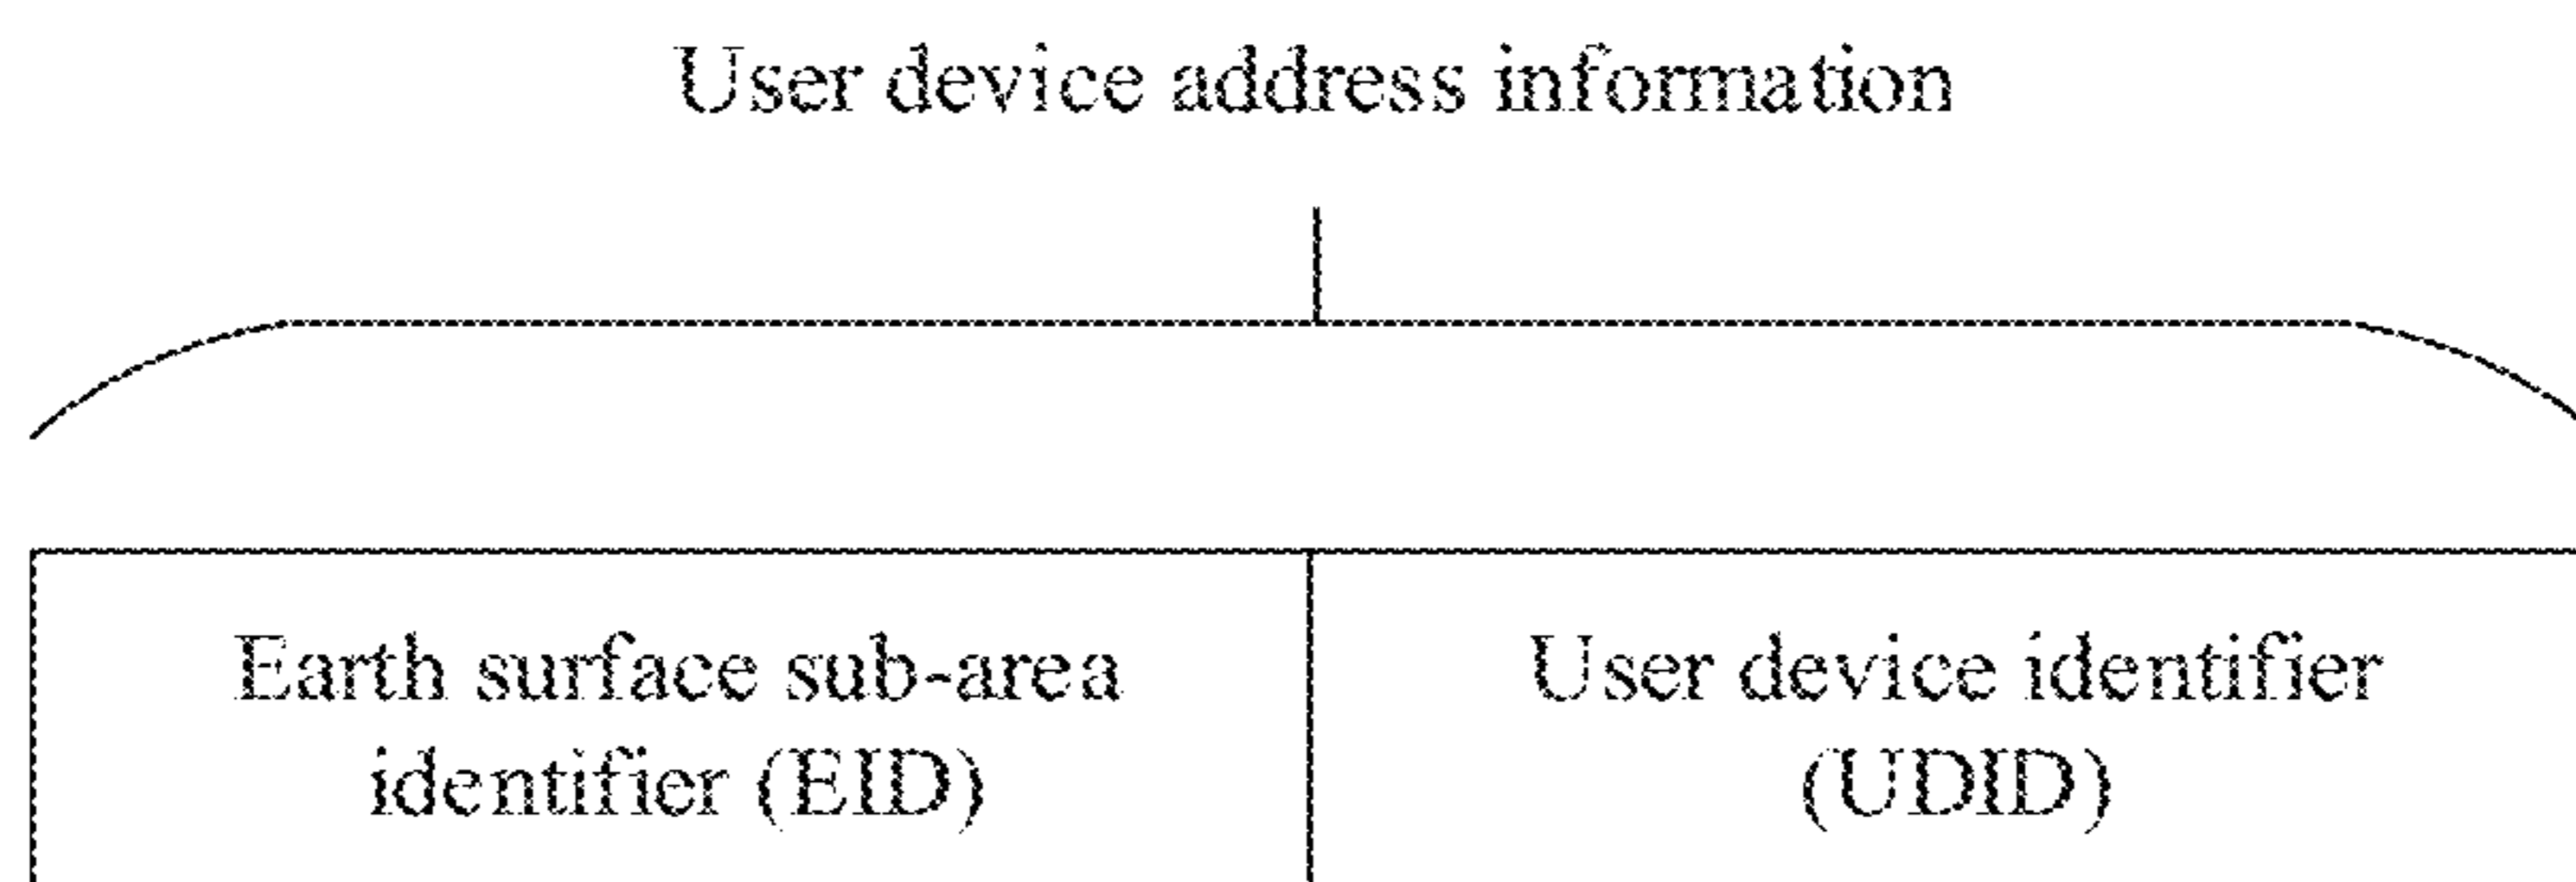 User device address information
Earth surface sub-area
identifier (EID)
User device identifier
(UDID)